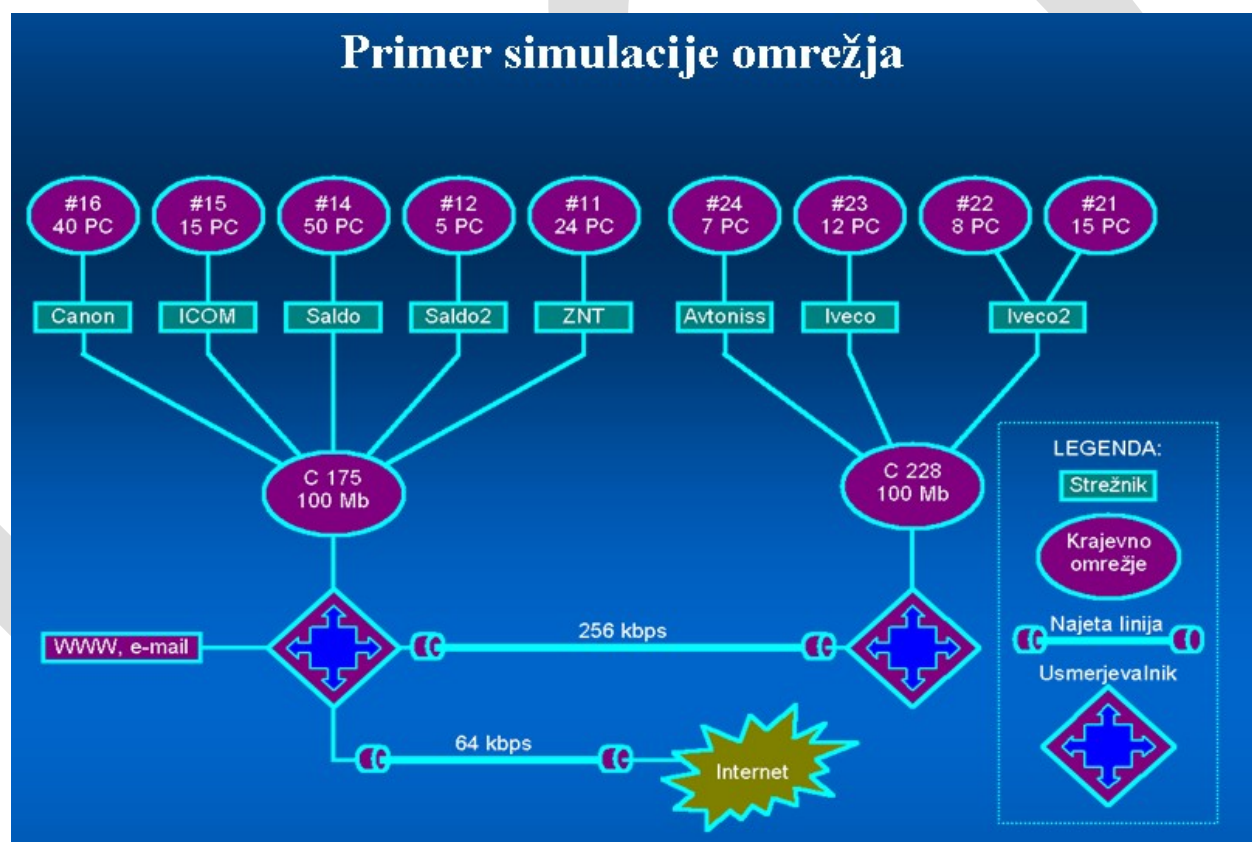 Primer simulacije omrežja
#16
40 PC
#15
15 PC
#14
50 PC
#12
5 PC
#11
24 PC
#24
7 PC
#23
12 PC
#22
8 PC
#21
15 PC
Canon
ICOM
Saldo
Saldo2
ZNT
Avtoniss
Iveco
Iveco2
C 175
100 Mb
C 228
100 Mb
LEGENDA:
Strežnik
Krajevno
omrežje
Najeta linija
Usmerjevalnik
WWW, e-mail
256 kbps
64 kbps
Internet